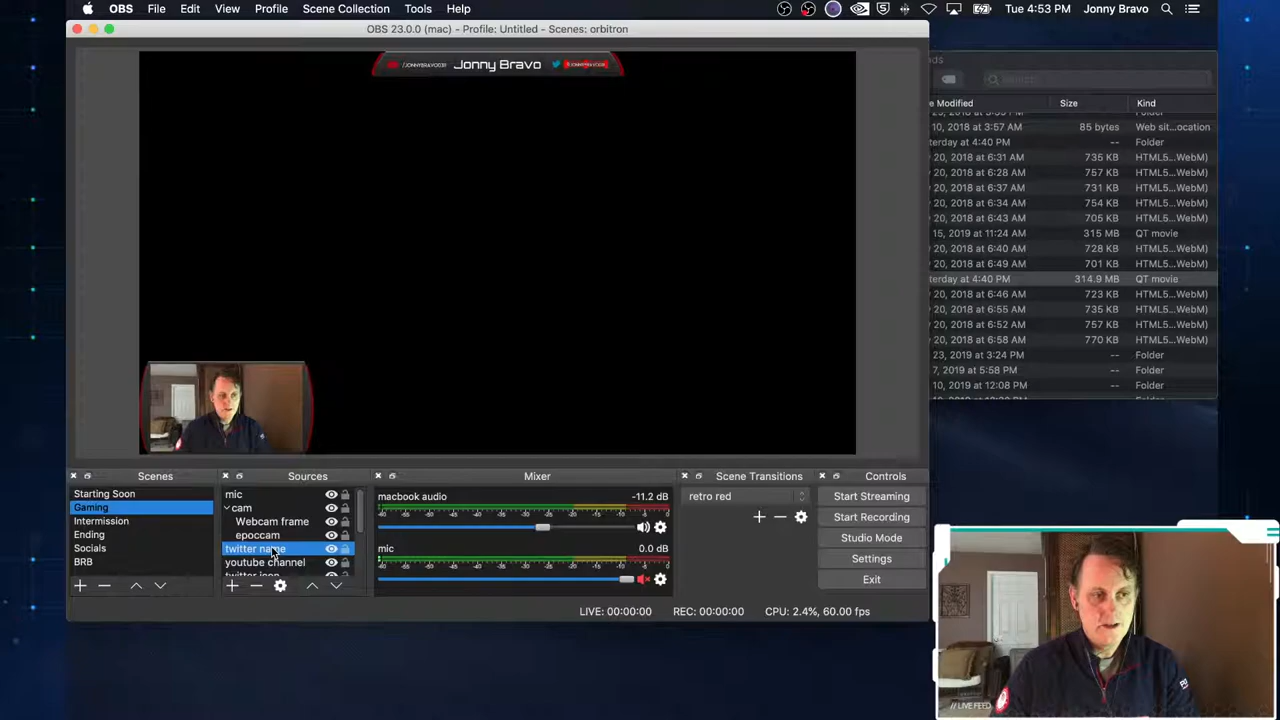 OBS File Edit View Profile Scene Collection Tools Help Tue 4:53 PM Jonny Bravo
OBS 23.0.0 (mac) - Profile: Untitled - Scenes: orbitron
Jonny Bravo
ds
Search
e Modified Size Kind
10, 2018 at 3:57 AM 85 bytes Web sit...ocation
terday at 4:40 PM -- Folder
20, 2018 at 6:31 AM 735 KB HTML5...WebM)
20, 2018 at 6:28 AM 757 KB HTML5...WebM)
20, 2018 at 6:37 AM 731 KB HTML5...WebM)
20, 2018 at 6:34 AM 754 KB HTML5...WebM)
20, 2018 at 6:43 AM 705 KB HTML5...WebM)
15, 2019 at 11:24 AM 315 MB QT movie
20, 2018 at 6:40 AM 728 KB HTML5...WebM)
20, 2018 at 6:49 AM 701 KB HTML5...WebM)
terday at 4:40 PM 314.9 MB QT movie
20, 2018 at 6:46 AM 723 KB HTML5...WebM)
20, 2018 at 6:55 AM 735 KB HTML5...WebM)
20, 2018 at 6:52 AM 757 KB HTML5...WebM)
20, 2018 at 6:58 AM 770 KB HTML5...WebM)
23, 2019 at 3:24 PM -- Folder
7, 2019 at 5:58 PM -- Folder
10, 2019 at 12:08 PM -- Folder
Scenes
Starting Soon
Gaming
Intermission
Ending
Socials
BRB
Sources
mic
cam
Webcam frame
epoccam
twitter name
youtube channel
twitter icon
Mixer
macbook audio -11.2 dB
mic 0.0 dB
Scene Transitions
retro red
Controls
Start Streaming
Start Recording
Studio Mode
Settings
Exit
LIVE: 00:00:00 REC: 00:00:00 CPU: 2.4%, 60.00 fps
// LIVE FEED